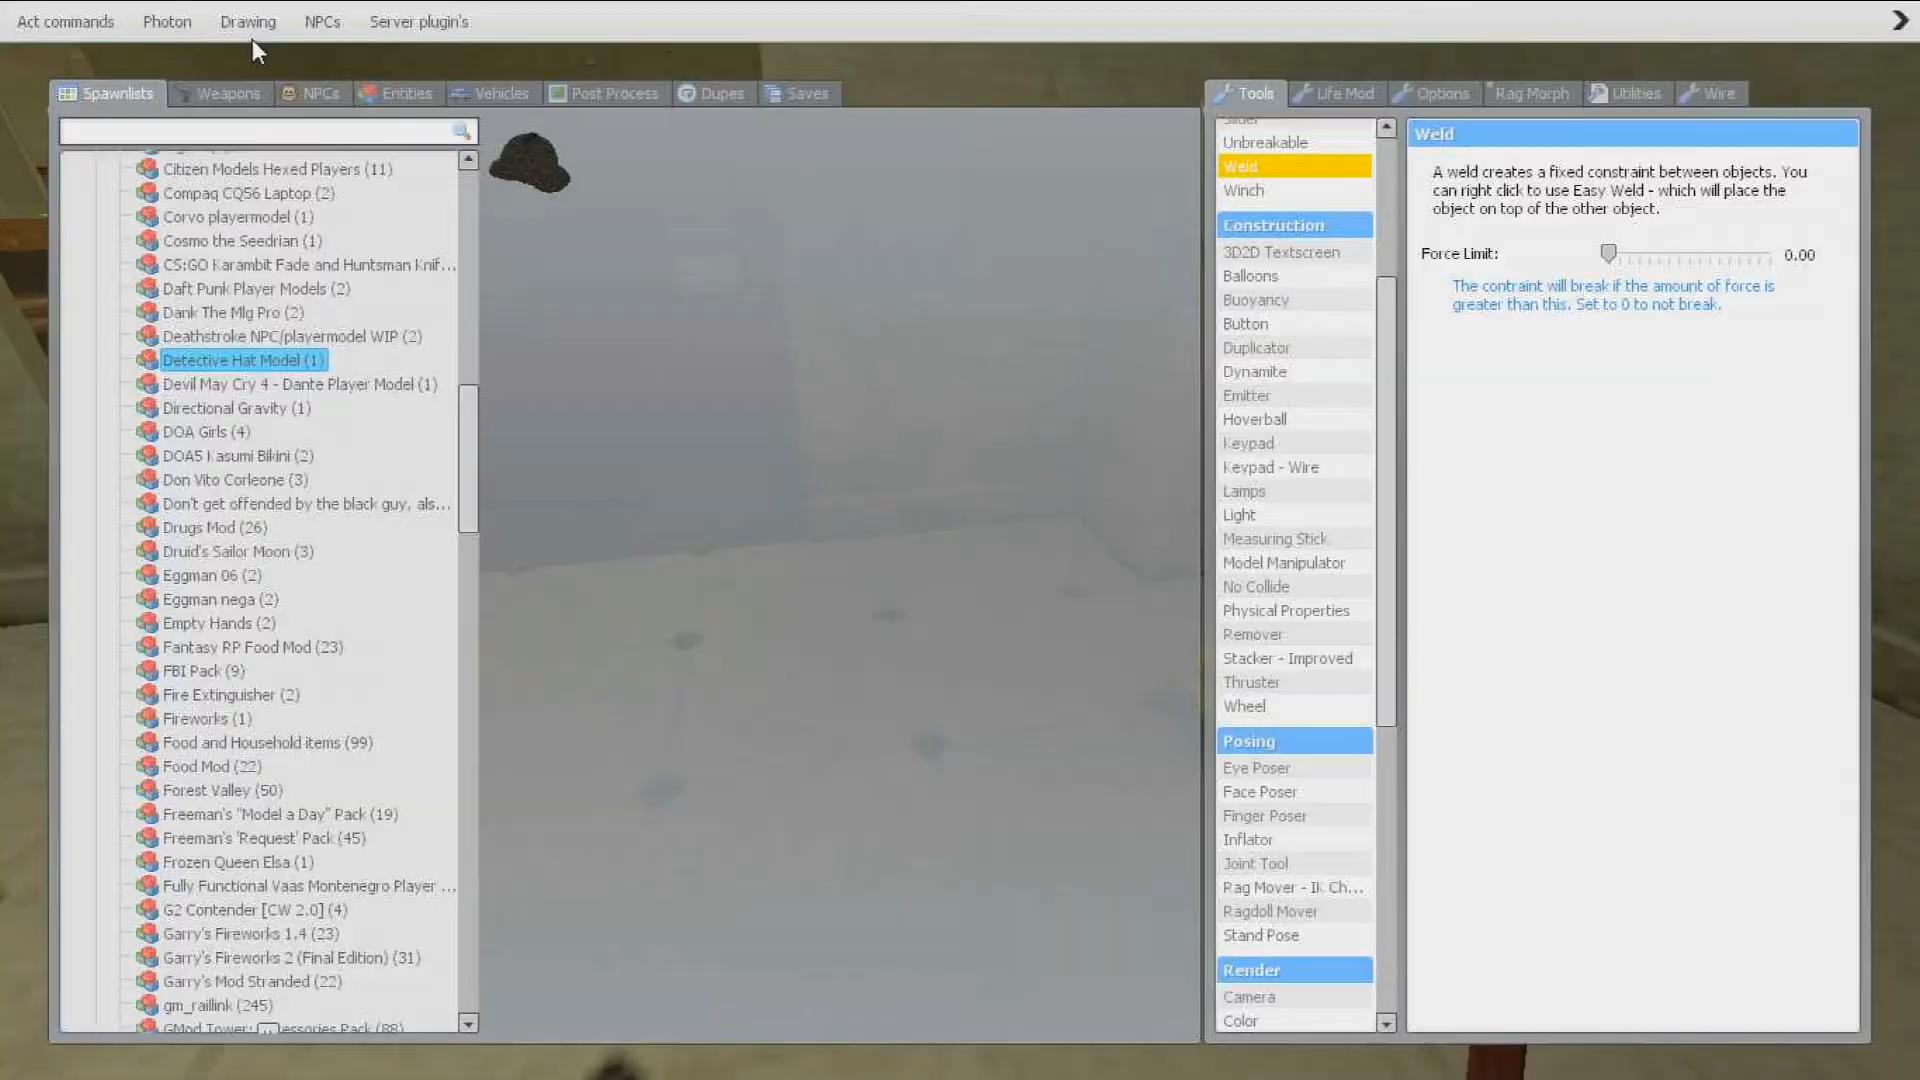 Act commands Photon Drawing NPCs Server plugin's
Spawnlists Weapons NPCs Entities Vehicles Post Process Dupes Saves
Citizen Models Hexed Players (11)
Compaq CQ56 Laptop (2)
Corvo playermodel (1)
Cosmo the Seedrian (1)
CS:GO Karambit Fade and Huntsman Knif...
Daft Punk Player Models (2)
Dank The Mlg Pro (2)
Deathstroke NPC/playermodel WIP (2)
Detective Hat Model (1)
Devil May Cry 4 - Dante Player Model (1)
Directional Gravity (1)
DOA Girls (4)
DOA5 Kasumi Bikini (2)
Don Vito Corleone (3)
Don't get offended by the black guy, als...
Drugs Mod (26)
Druid's Sailor Moon (3)
Eggman 06 (2)
Eggman nega (2)
Empty Hands (2)
Fantasy RP Food Mod (23)
FBI Pack (9)
Fire Extinguisher (2)
Fireworks (1)
Food and Household items (99)
Food Mod (22)
Forest Valley (50)
Freeman's "Model a Day" Pack (19)
Freeman's 'Request' Pack (45)
Frozen Queen Elsa (1)
Fully Functional Vaas Montenegro Player ...
G2 Contender [CW 2.0] (4)
Garry's Fireworks 1.4 (23)
Garry's Fireworks 2 (Final Edition) (31)
Garry's Mod Stranded (22)
gm_raillink (245)
GMod Tower: essories Pack (88)
Tools Life Mod Options Rag Morph Utilities Wire
Slider
Unbreakable
Weld
Winch
Construction
3D2D Textscreen
Balloons
Buoyancy
Button
Duplicator
Dynamite
Emitter
Hoverball
Keypad
Keypad - Wire
Lamps
Light
Measuring Stick
Model Manipulator
No Collide
Physical Properties
Remover
Stacker - Improved
Thruster
Wheel
Posing
Eye Poser
Face Poser
Finger Poser
Inflator
Joint Tool
Rag Mover - IK Ch...
Ragdoll Mover
Stand Pose
Render
Camera
Color
Weld
A weld creates a fixed constraint between objects. You
can right click to use Easy Weld - which will place the
object on top of the other object.
Force Limit: 0.00
The contraint will break if the amount of force is
greater than this. Set to 0 to not break.